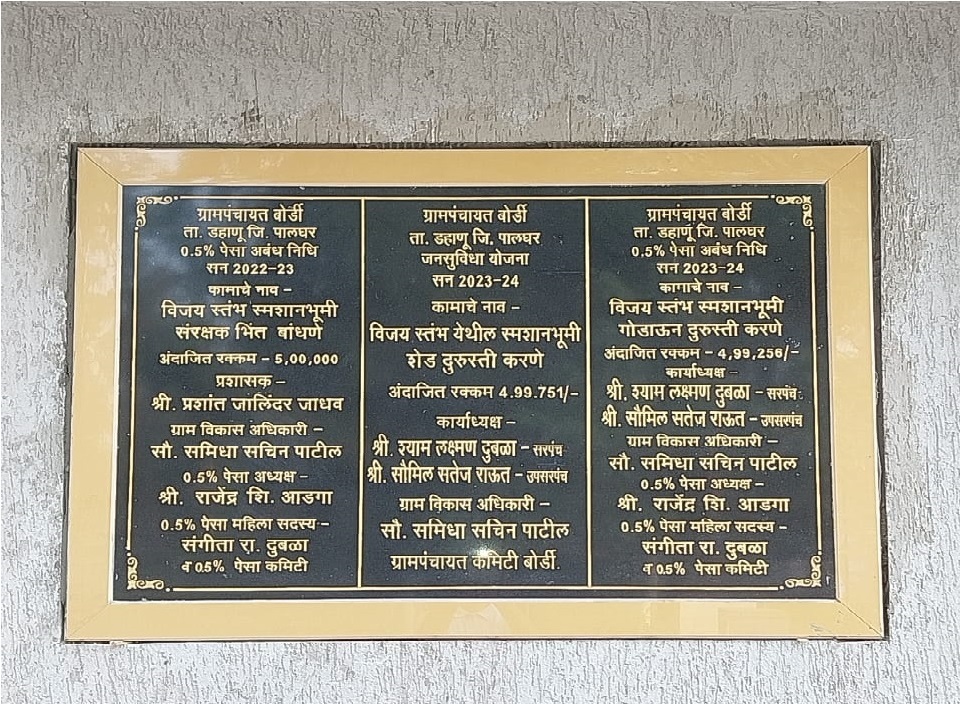 ग्रामपंचायत बोर्डी
ता. डहाणू जि. पालघर
0.5% पेसा अबंध निधि
सन 2022-23
कामाचे नाव –
विजय स्तंभ स्मशानभूमी
संरक्षक भिंत बांधणे
अंदाजित रक्कम – 5,00,000
प्रशासक –
श्री. प्रशांत जालिंदर जाधव
ग्राम विकास अधिकारी –
सौ. समिधा सचिन पाटील
0.5% पेसा अध्यक्ष –
श्री. राजेंद्र शि. आडगा
0.5% पेसा महिला सदस्य –
संगीता रा. दुबळा
व 0.5% पेसा कमिटी
ग्रामपंचायत बोर्डी
ता. डहाणू जि. पालघर
जनसुविधा योजना
सन 2023-24
कामाचे नाव –
विजय स्तंभ येथील स्मशानभूमी
शेड दुरुस्ती करणे
अंदाजित रक्कम 4.99.751/–
कार्याध्यक्ष –
श्री. श्याम लक्ष्मण दुबळा – सरपंच
श्री. सौमिल सतेज राऊत – उपसरपंच
ग्राम विकास अधिकारी –
सौ. समिधा सचिन पाटील
ग्रामपंचायत कमिटी बोर्डी.
ग्रामपंचायत बोर्डी
ता. डहाणू जि. पालघर
0.5% पेसा अबंध निधि
सन 2023-24
कागाचे नाव –
विजय स्तंभ स्मशानभूमी
गोडाऊन दुरुस्ती करणे
अंदाजित रक्कम – 4,99,256/–
कार्याध्यक्ष –
श्री. श्याम लक्ष्मण दुबळा – सरपंच
श्री. सौमिल सतेज राऊत – उपसरपंच
ग्राम विकास अधिकारी –
सौ. समिधा सचिन पाटील
0.5% पेसा अध्यक्ष –
श्री. राजेंद्र शि. आडगा
0.5% पेसा महिला सदस्य –
संगीता रा. दुबळा
व 0.5% पेसा कमिटी